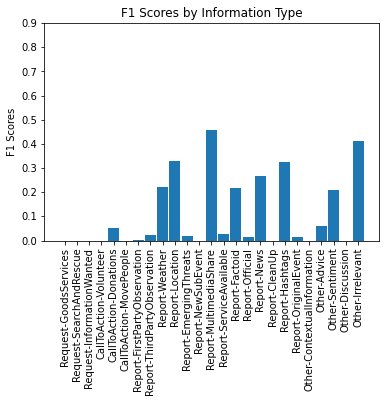 F1 Scores by Information Type
F1 Scores
0.9
0.8
0.7
0.6
0.5
0.4
0.3
0.2
0.1
0.0
Request-GoodsServices
Request-SearchAndRescue
Request-InformationWanted
CallToAction-Volunteer
CallToAction-Donations
CallToAction-MovePeople
Report-FirstPartyObservation
Report-ThirdPartyObservation
Report-Weather
Report-Location
Report-EmergingThreats
Report-NewSubEvent
Report-MultimediaShare
Report-ServiceAvailable
Report-Factoid
Report-Official
Report-News
Report-CleanUp
Report-Hashtags
Report-OriginalEvent
Other-ContextualInformation
Other-Advice
Other-Sentiment
Other-Discussion
Other-Irrelevant